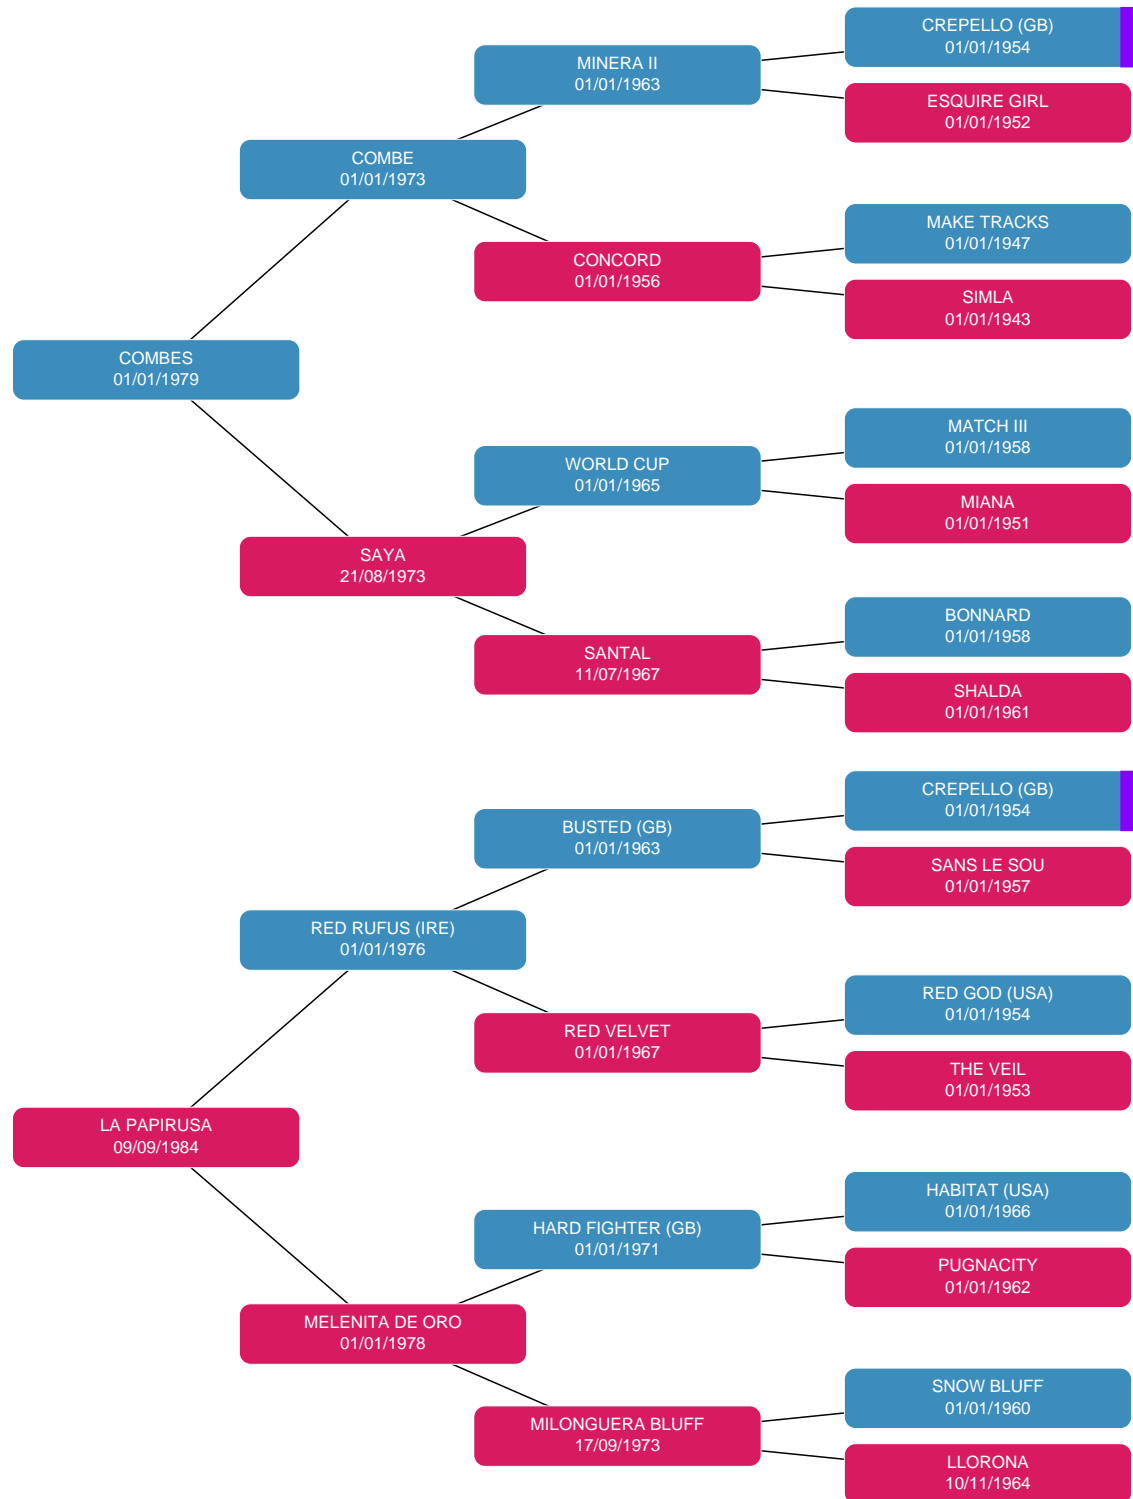 CREPELLO (GB)
01/01/1954
MINERA II
01/01/1963
ESQUIRE GIRL
01/01/1952
COMBE
01/01/1973
MAKE TRACKS
01/01/1947
CONCORD
01/01/1956
SIMLA
01/01/1943
COMBES
01/01/1979
MATCH III
01/01/1958
WORLD CUP
01/01/1965
MIANA
01/01/1951
SAYA
21/08/1973
BONNARD
01/01/1958
SANTAL
11/07/1967
SHALDA
01/01/1961
CREPELLO (GB)
01/01/1954
BUSTED (GB)
01/01/1963
SANS LE SOU
01/01/1957
RED RUFUS (IRE)
01/01/1976
RED GOD (USA)
01/01/1954
RED VELVET
01/01/1967
THE VEIL
01/01/1953
LA PAPIRUSA
09/09/1984
HABITAT (USA)
01/01/1966
HARD FIGHTER (GB)
01/01/1971
PUGNACITY
01/01/1962
MELENITA DE ORO
01/01/1978
SNOW BLUFF
01/01/1960
MILONGUERA BLUFF
17/09/1973
LLORONA
10/11/1964